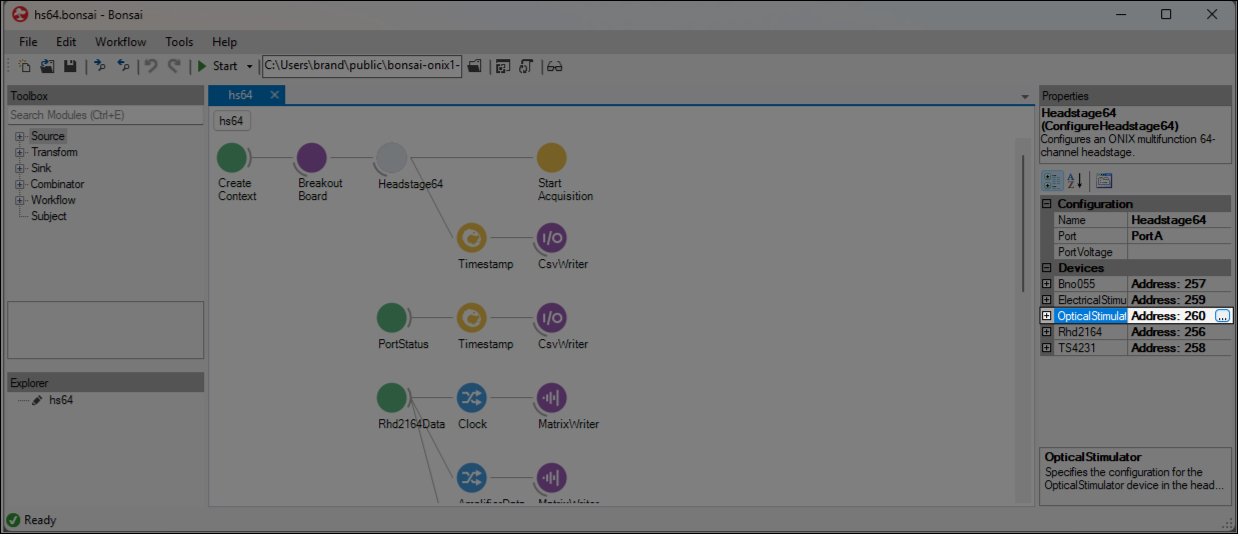 hs64.bonsai - Bonsai
File Edit Workflow Tools Help
Start C:\Users\brand\public\bonsai-onix1-
Toolbox
Search Modules (Ctrl+E)
Source
Transform
Sink
Combinator
Workflow
Subject
Explorer
hs64
hs64
hs64
Create
Context
Breakout
Board
Headstage64
Start
Acquisition
Timestamp
CsvWriter
PortStatus
Timestamp
CsvWriter
Rhd2164Data
Clock
MatrixWriter
AmplifierData
MatrixWriter
Properties
Headstage64
(ConfigureHeadstage64)
Configures an ONIX multifunction 64-
channel headstage.
Configuration
Name Headstage64
Port PortA
PortVoltage
Devices
Bno055 Address: 257
ElectricalStimu Address: 259
OpticalStimulat Address: 260 ...
Rhd2164 Address: 256
TS4231 Address: 258
OpticalStimulator
Specifies the configuration for the
OpticalStimulator device in the head...
Ready